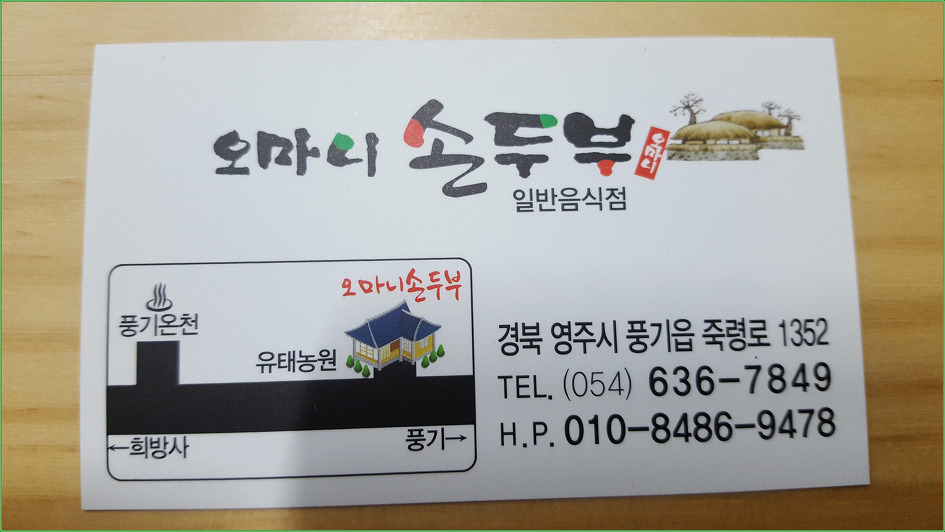 오마니 손두부
일반음식점
오마니손두부
풍기온천
유태농원
←희방사
풍기→
경북 영주시 풍기읍 죽령로 1352
TEL. (054) 636-7849
H.P. 010-8486-9478